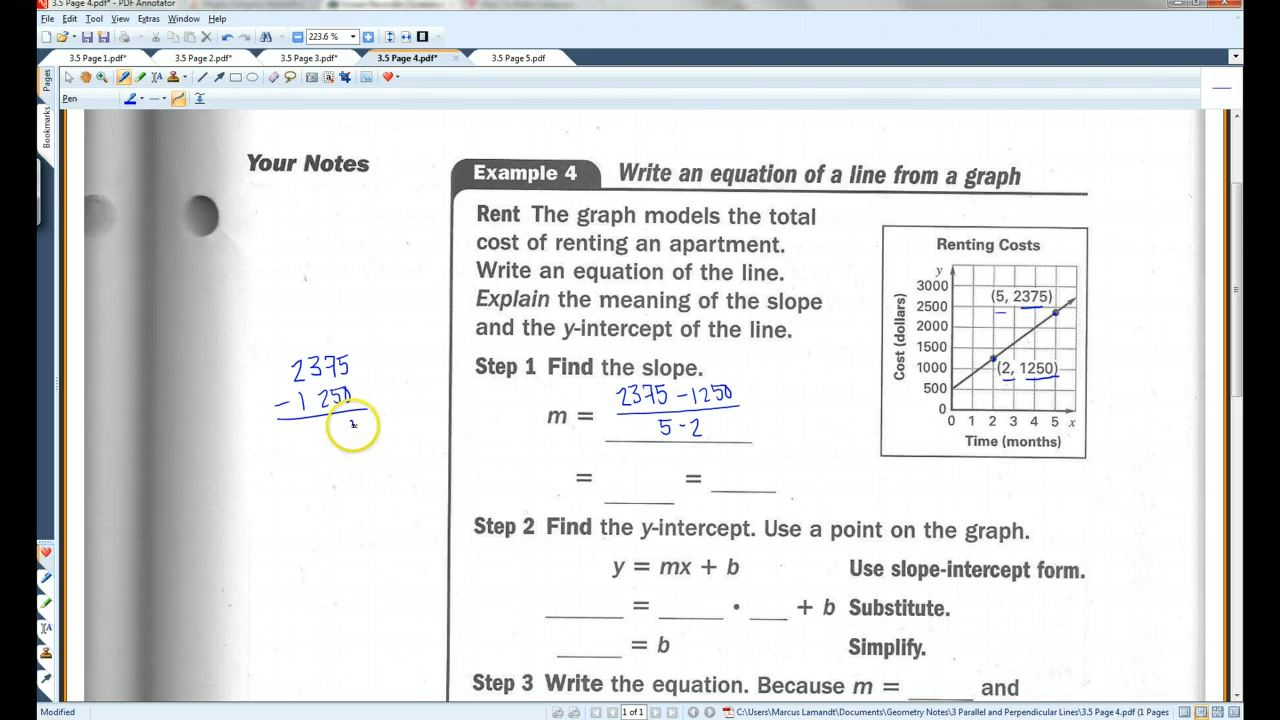 3.5 Page 4.pdf* - PDF Annotator
File Edit Tool View Extras Window Help
223.6 %
3.5 Page 1.pdf* 3.5 Page 2.pdf* 3.5 Page 3.pdf* 3.5 Page 4.pdf* 3.5 Page 5.pdf
Pen
Pages
Bookmarks
Your Notes
Example 4 Write an equation of a line from a graph
Rent The graph models the total
cost of renting an apartment.
Write an equation of the line.
Explain the meaning of the slope
and the y-intercept of the line.
Renting Costs
y
3000
2500
2000
1500
1000
500
0
(5, 2375)
(2, 1250)
Cost (dollars)
0 1 2 3 4 5 x
Time (months)
Step 1 Find the slope.
m = 2375 - 1250
5 - 2
= =
2375
- 1 250
Step 2 Find the y-intercept. Use a point on the graph.
y = mx + b Use slope-intercept form.
= • + b Substitute.
= b Simplify.
Step 3 Write the equation. Because m = and
Modified 1 of 1 C:\Users\Marcus Lamandt\Documents\Geometry Notes\3 Parallel and Perpendicular Lines\3.5 Page 4.pdf (1 Pages